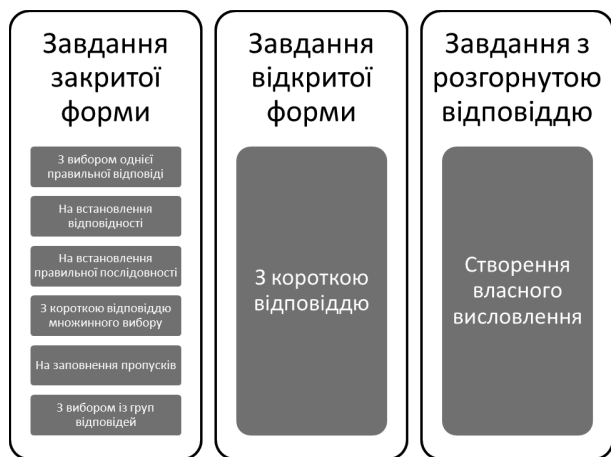 Завдання
закритої
форми
З вибором однієї
правильної відповіді
На встановлення
відповідності
На встановлення
правильної послідовності
З короткою відповіддю
множинного вибору
На заповнення пропусків
З вибором із груп
відповідей
Завдання
відкритої
форми
З короткою
відповіддю
Завдання з
розгорнутою
відповіддю
Створення
власного
висловлення